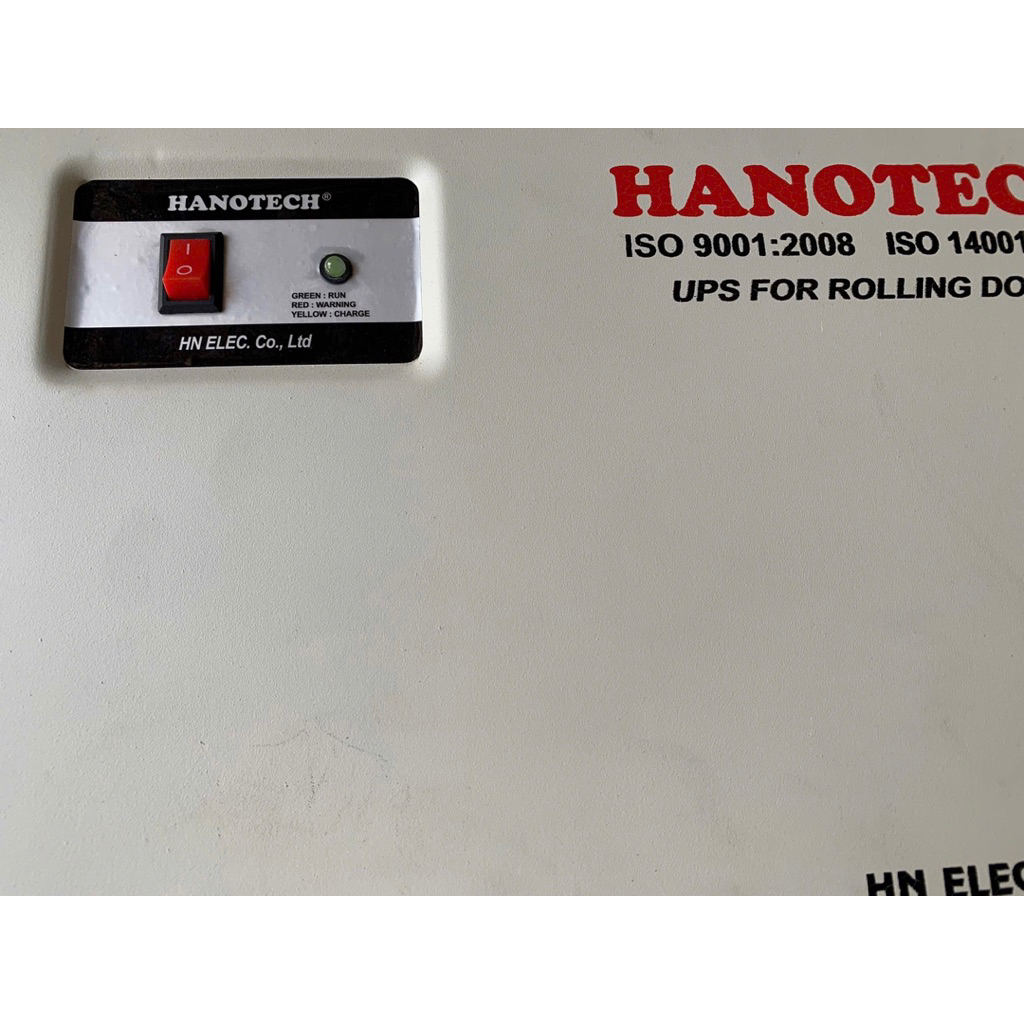 HANOTECH®
I
O
GREEN : RUN
RED : WARNING
YELLOW : CHARGE
HN ELEC. Co., Ltd
HANOTEC
ISO 9001:2008 ISO 14001
UPS FOR ROLLING DO
HN ELEC